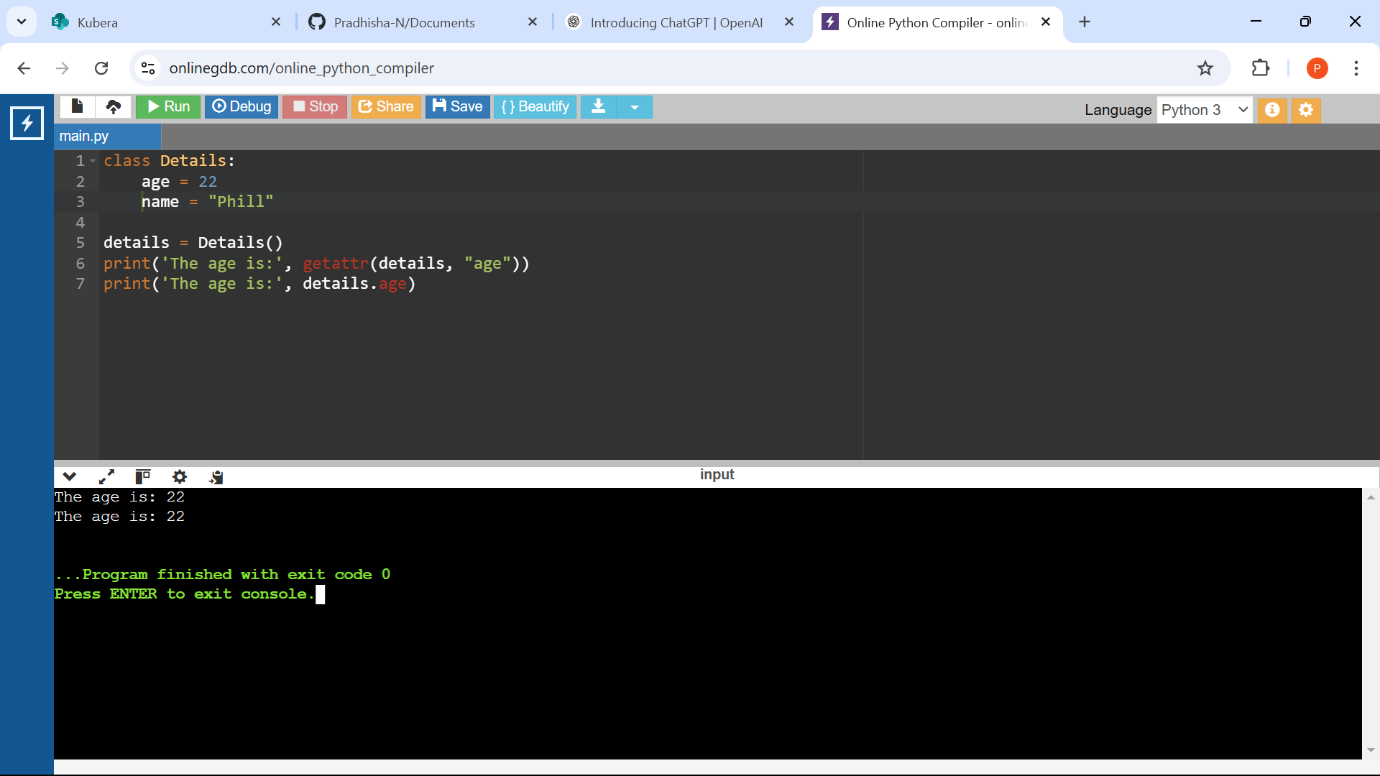 Kubera
Pradhisha-N/Documents
Introducing ChatGPT | OpenAI
Online Python Compiler - onlin
onlinegdb.com/online_python_compiler
P
Run Debug Stop Share Save { } Beautify
Language Python 3
main.py
1 class Details:
2     age = 22
3     name = "Phill"
4
5 details = Details()
6 print('The age is:', getattr(details, "age"))
7 print('The age is:', details.age)
input
The age is: 22
The age is: 22
...Program finished with exit code 0
Press ENTER to exit console.